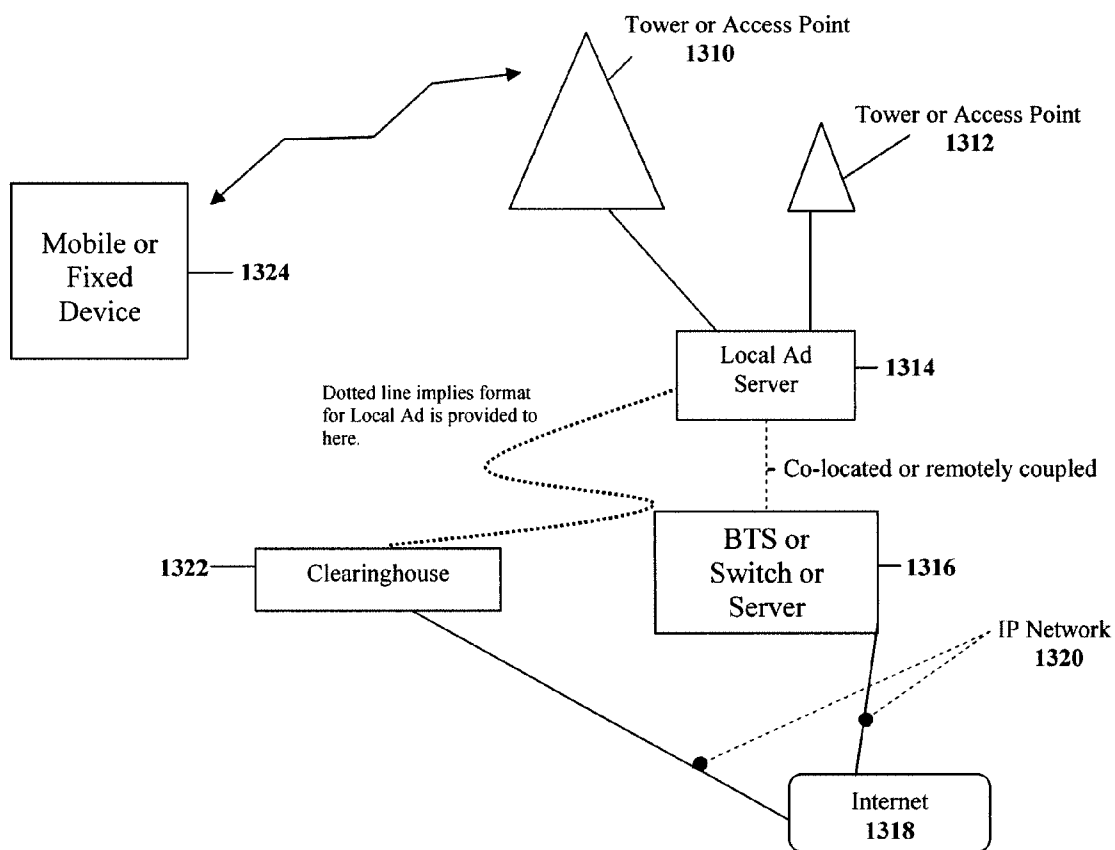 Tower or Access Point
1310
Tower or Access Point
1312
Mobile or
Fixed
Device
1324
Local Ad
Server
1314
Dotted line implies format
for Local Ad is provided to
here.
Co-located or remotely coupled
BTS or
Switch or
Server
1316
1322
Clearinghouse
IP Network
1320
Internet
1318